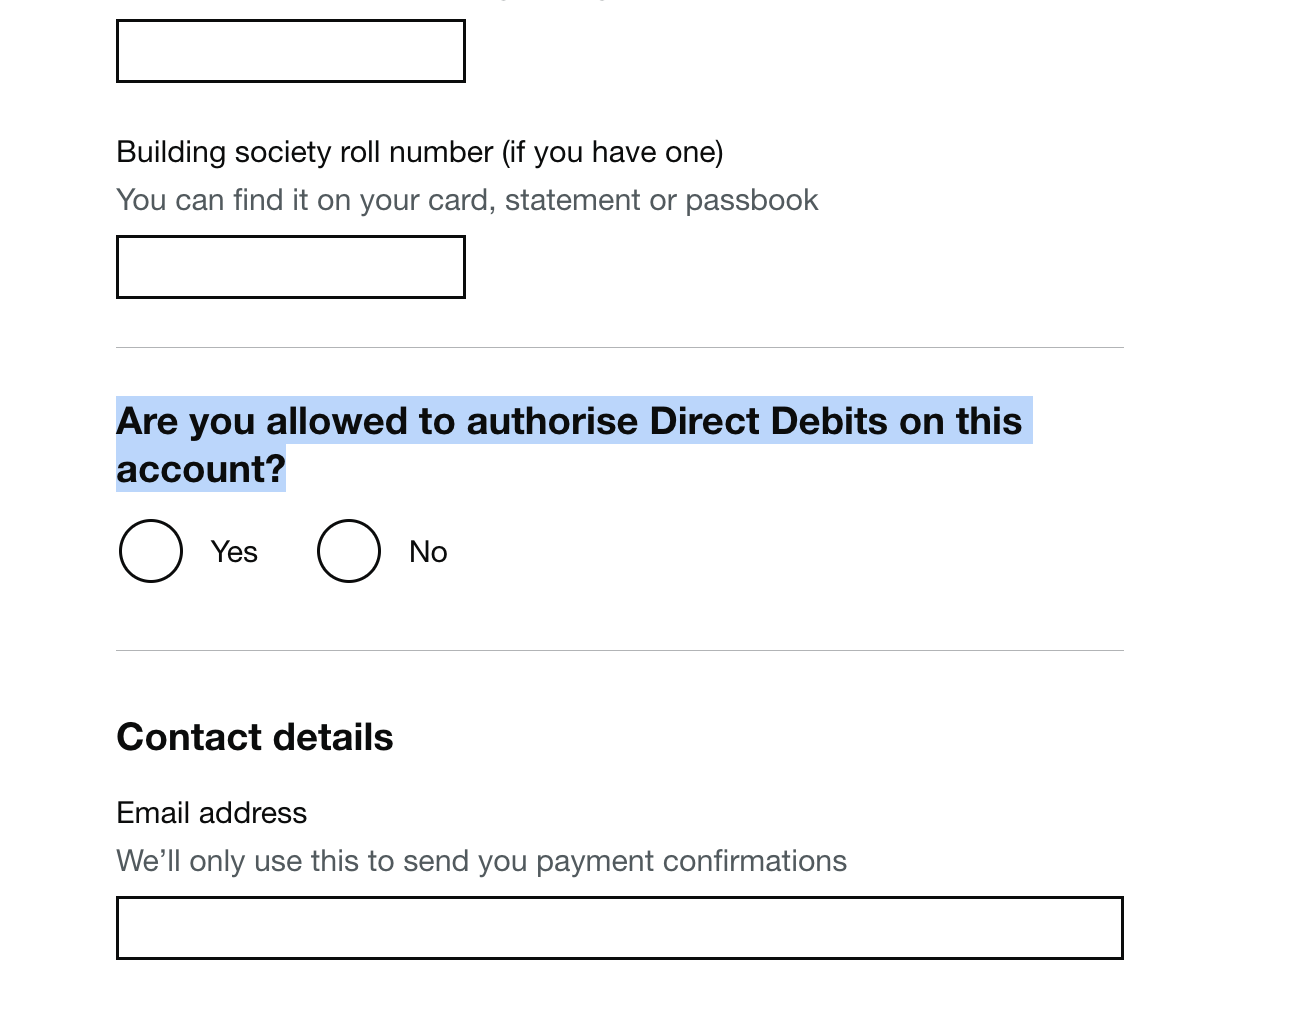 Building society roll number (if you have one)
You can find it on your card, statement or passbook
Are you allowed to authorise Direct Debits on this
account?
Yes No
Contact details
Email address
We’ll only use this to send you payment confirmations